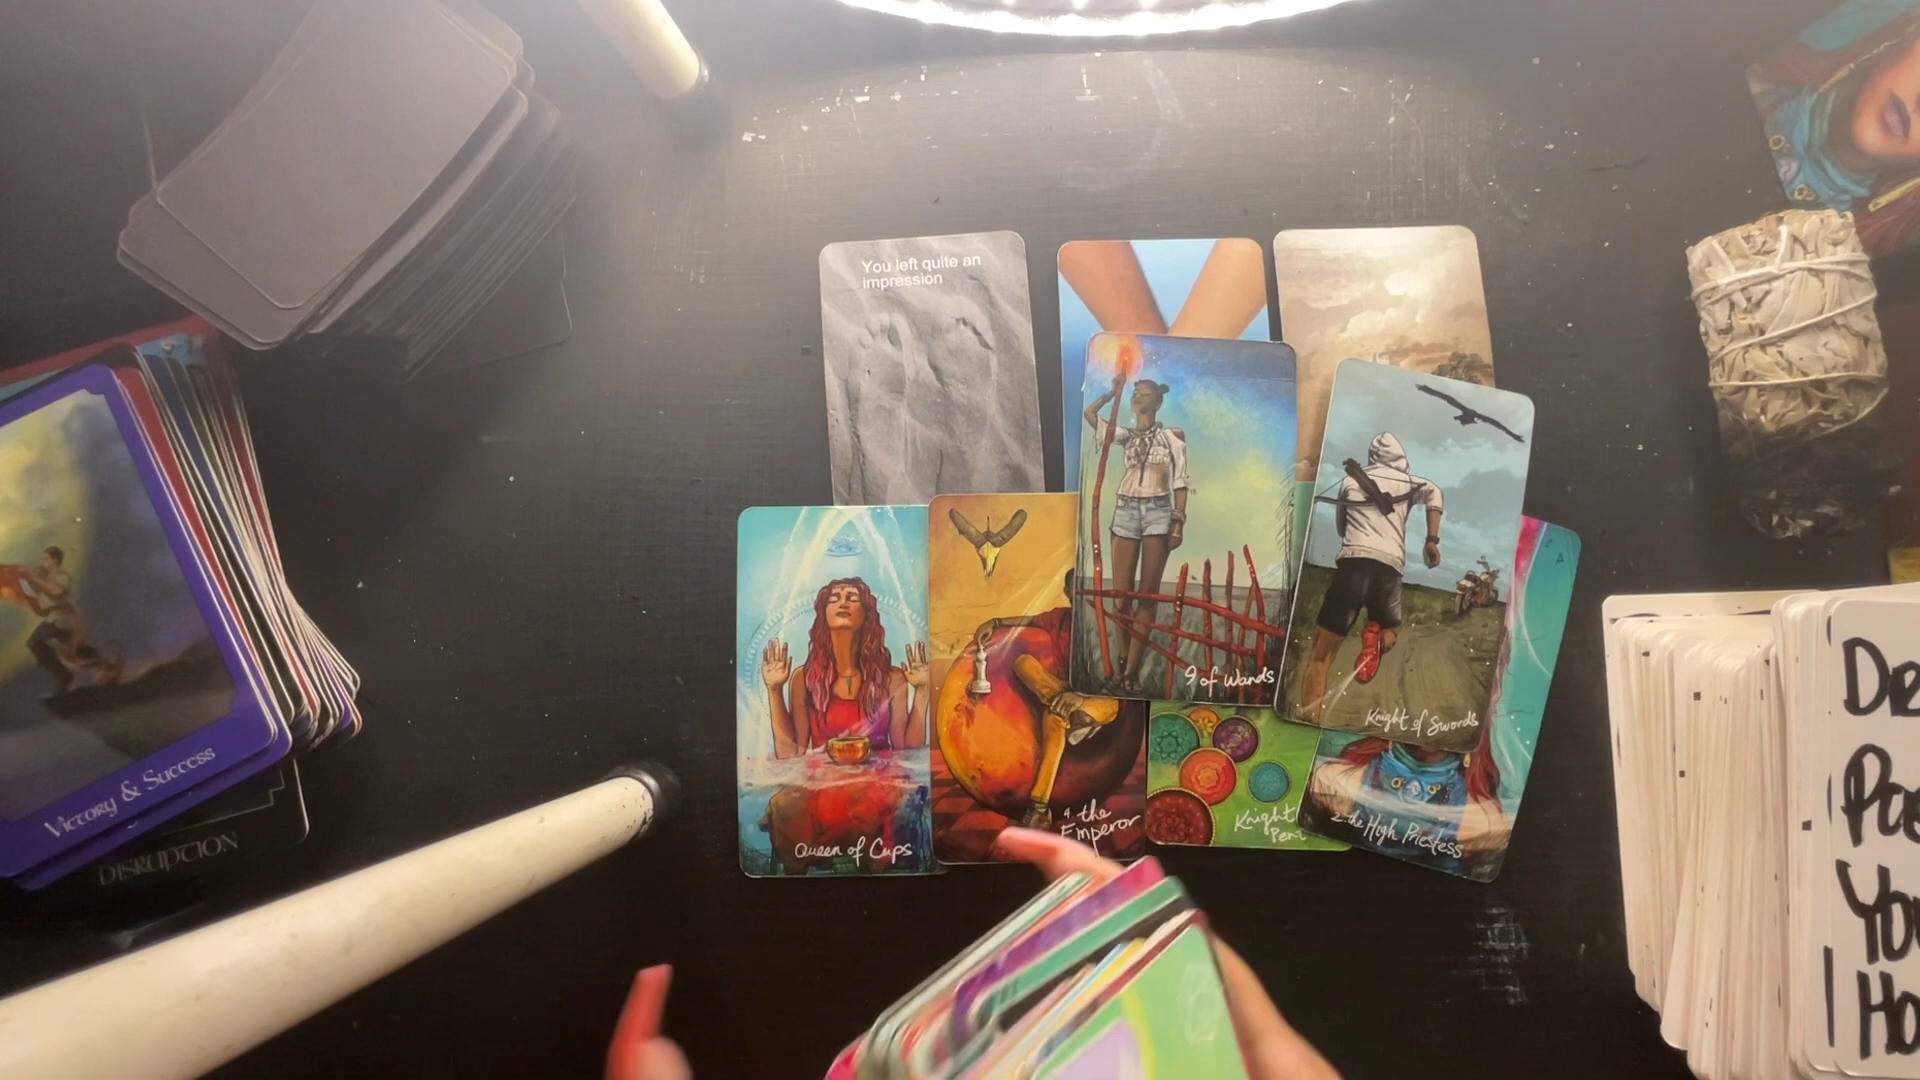 You left quite an
impression
9 of Wands
Knight of Swords
Queen of Cups
4. the
Emperor
Knight
Pent
2. the High Priestess
Victory & Success
DISRUPTION